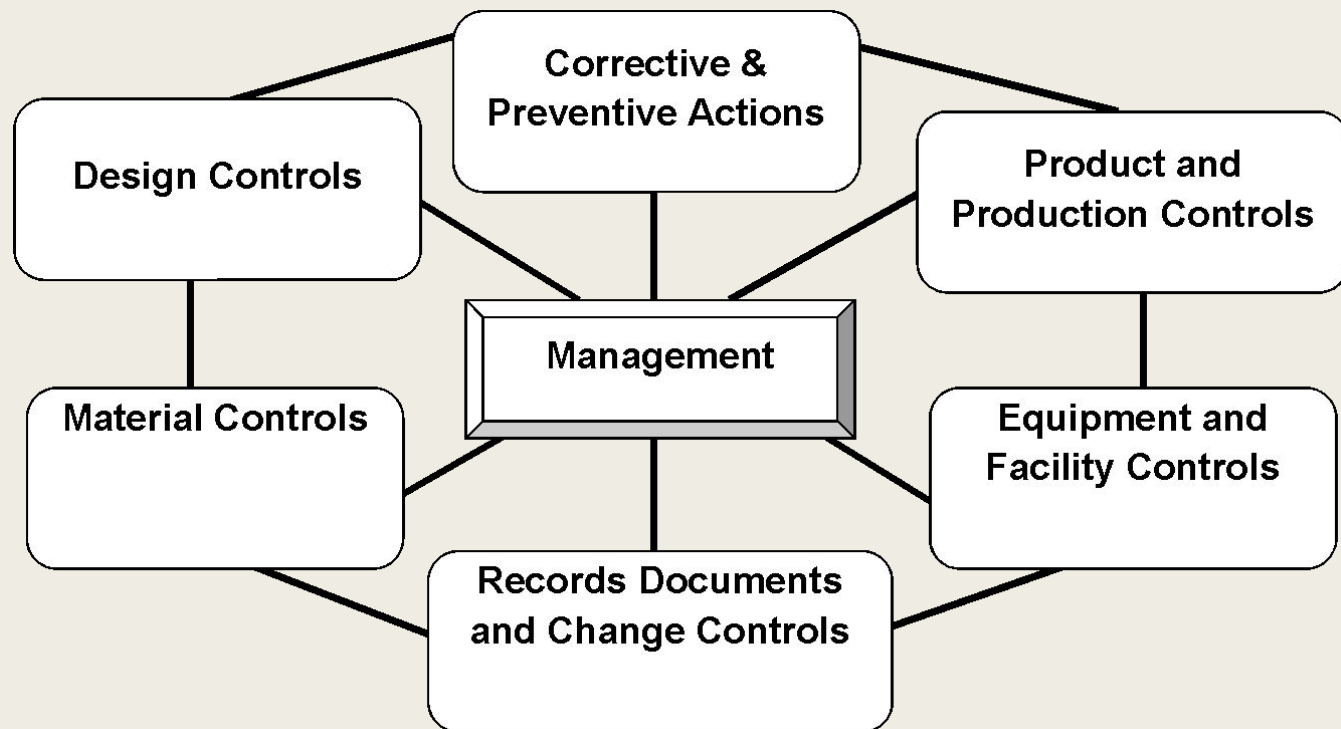 Corrective &
Preventive Actions
Design Controls
Product and
Production Controls
Management
Material Controls
Equipment and
Facility Controls
Records Documents
and Change Controls